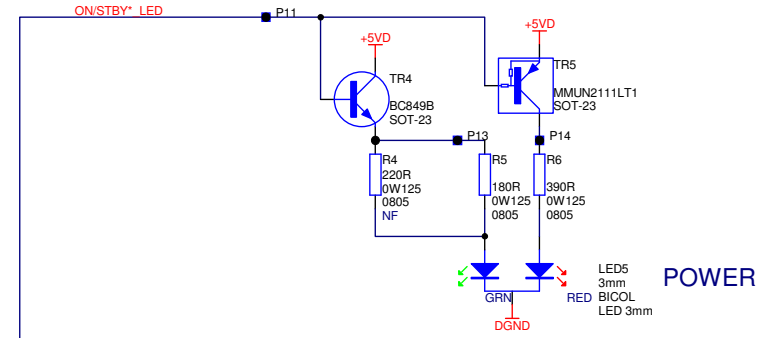 ON/STBY*_LED
P11
+5VD
+5VD
TR4
BC849B
SOT-23
TR5
MMUN2111LT1
SOT-23
P13
P14
R4
220R
0W125
0805
NF
R5
180R
0W125
0805
R6
390R
0W125
0805
GRN
RED
LED5
3mm
BICOL
LED 3mm
POWER
DGND